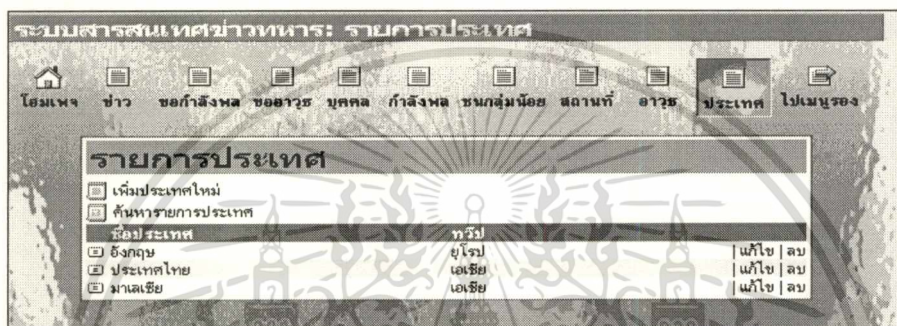 ระบบสารสนเทศข่าวทหาร: รายการประเทศ
โฮมเพจ ข่าว ขอกำลังพล ขออาวุธ บุคคล กำลังพล ชนกลุ่มน้อย สถานที่ อาวุธ ประเทศ ไปเมนูรอง
รายการประเทศ
เพิ่มประเทศใหม่
ค้นหารายการประเทศ
ชื่อประเทศ ทวีป
อังกฤษ ยุโรป | แก้ไข | ลบ
ประเทศไทย เอเชีย | แก้ไข | ลบ
มาเลเซีย เอเชีย | แก้ไข | ลบ